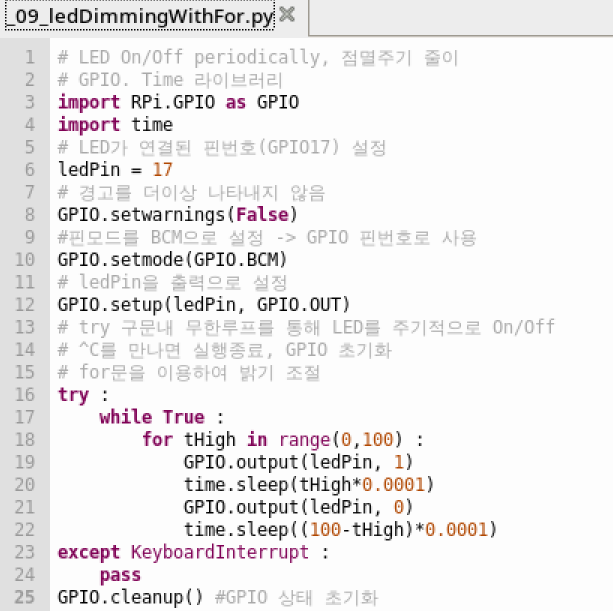 _09_ledDimmingWithFor.py
1 # LED On/Off periodically, 점멸주기 줄이
2 # GPIO. Time 라이브러리
3 import RPi.GPIO as GPIO
4 import time
5 # LED가 연결된 핀번호(GPIO17) 설정
6 ledPin = 17
7 # 경고를 더이상 나타내지 않음
8 GPIO.setwarnings(False)
9 #핀모드를 BCM으로 설정 -> GPIO 핀번호로 사용
10 GPIO.setmode(GPIO.BCM)
11 # ledPin을 출력으로 설정
12 GPIO.setup(ledPin, GPIO.OUT)
13 # try 구문내 무한루프를 통해 LED를 주기적으로 On/Off
14 # ^C를 만나면 실행종료, GPIO 초기화
15 # for문을 이용하여 밝기 조절
16 try :
17     while True :
18         for tHigh in range(0,100) :
19             GPIO.output(ledPin, 1)
20             time.sleep(tHigh*0.0001)
21             GPIO.output(ledPin, 0)
22             time.sleep((100-tHigh)*0.0001)
23 except KeyboardInterrupt :
24     pass
25 GPIO.cleanup() #GPIO 상태 초기화